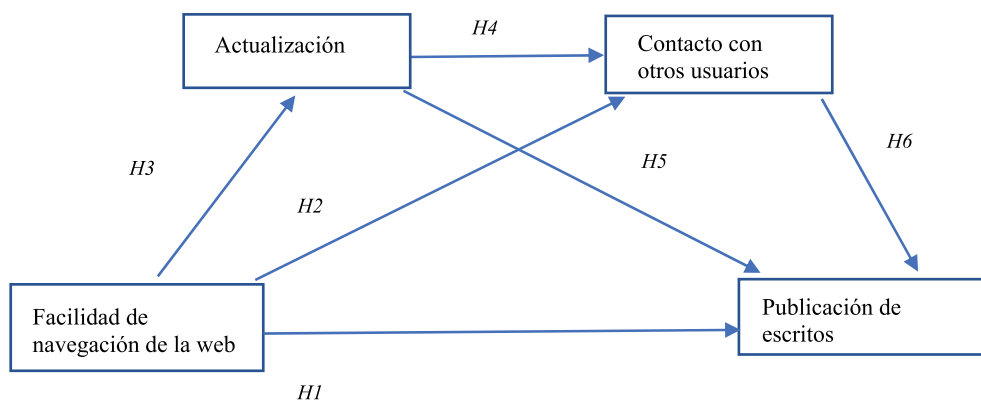 H4
Actualización
Contacto con
otros usuarios
H3
H2
H5
H6
Facilidad de
navegación de la web
Publicación de
escritos
H1